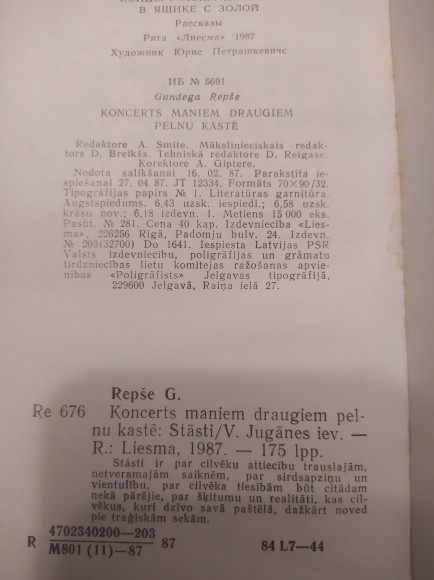 В ЯЩИКЕ С ЗОЛОЙ
Рассказы
Рига «Лиесма» 1987
Художник Юрис Петрашкевичс
ИБ № 5691
Gundega Repše
KONCERTS MANIEM DRAUGIEM
PELNU KASTĒ
Redaktore A. Smite. Mākslinieciskais redak-
tors D. Breikšs. Tehniskā redaktore D. Reigase.
Korektore A. Giptere.
Nodota salikšanai 16. 02. 87. Parakstīta ie-
spiešanai 27. 04 87. JT 12334. Formāts 70×90/32.
Tipogrāfijas papīrs № 1. Literatūras garnitūra.
Augstspiedums. 6,43 uzsk. iespiedl.; 6,58 uzsk.
krāsu nov.; 6,18 izdevn. l. Metiens 15 000 eks.
Pasūt. № 281. Cena 40 kap. Izdevniecība «Lies-
ma», 226256 Rīgā, Padomju bulv. 24. Izdevn.
№ 203(32700) Do 1641. Iespiesta Latvijas PSR
Valsts izdevniecību, poligrāfijas un grāmatu
tirdzniecības lietu komitejas ražošanas apvie-
nības «Poligrāfists» Jelgavas tipogrāfijā,
229600 Jelgavā, Raiņa ielā 27.
Repše G.
Re 676 Koncerts maniem draugiem pel-
nu kastē: Stāsti/V. Jugānes iev. —
R.: Liesma, 1987. — 175 lpp.
Stāsti ir par cilvēku attiecību trauslajām,
netveramajām saiknēm, par sirdsapziņu un
vientulību, par cilvēka tiesībām būt citādam
nekā pārējie, par šķitumu un realitāti, kas cil-
vēkus, kuri dzīvo savā paštēlā, dažkārt noved
pie traģiskām sekām.
R 4702340200—203 87 84 L7—44
M801 (11)—87